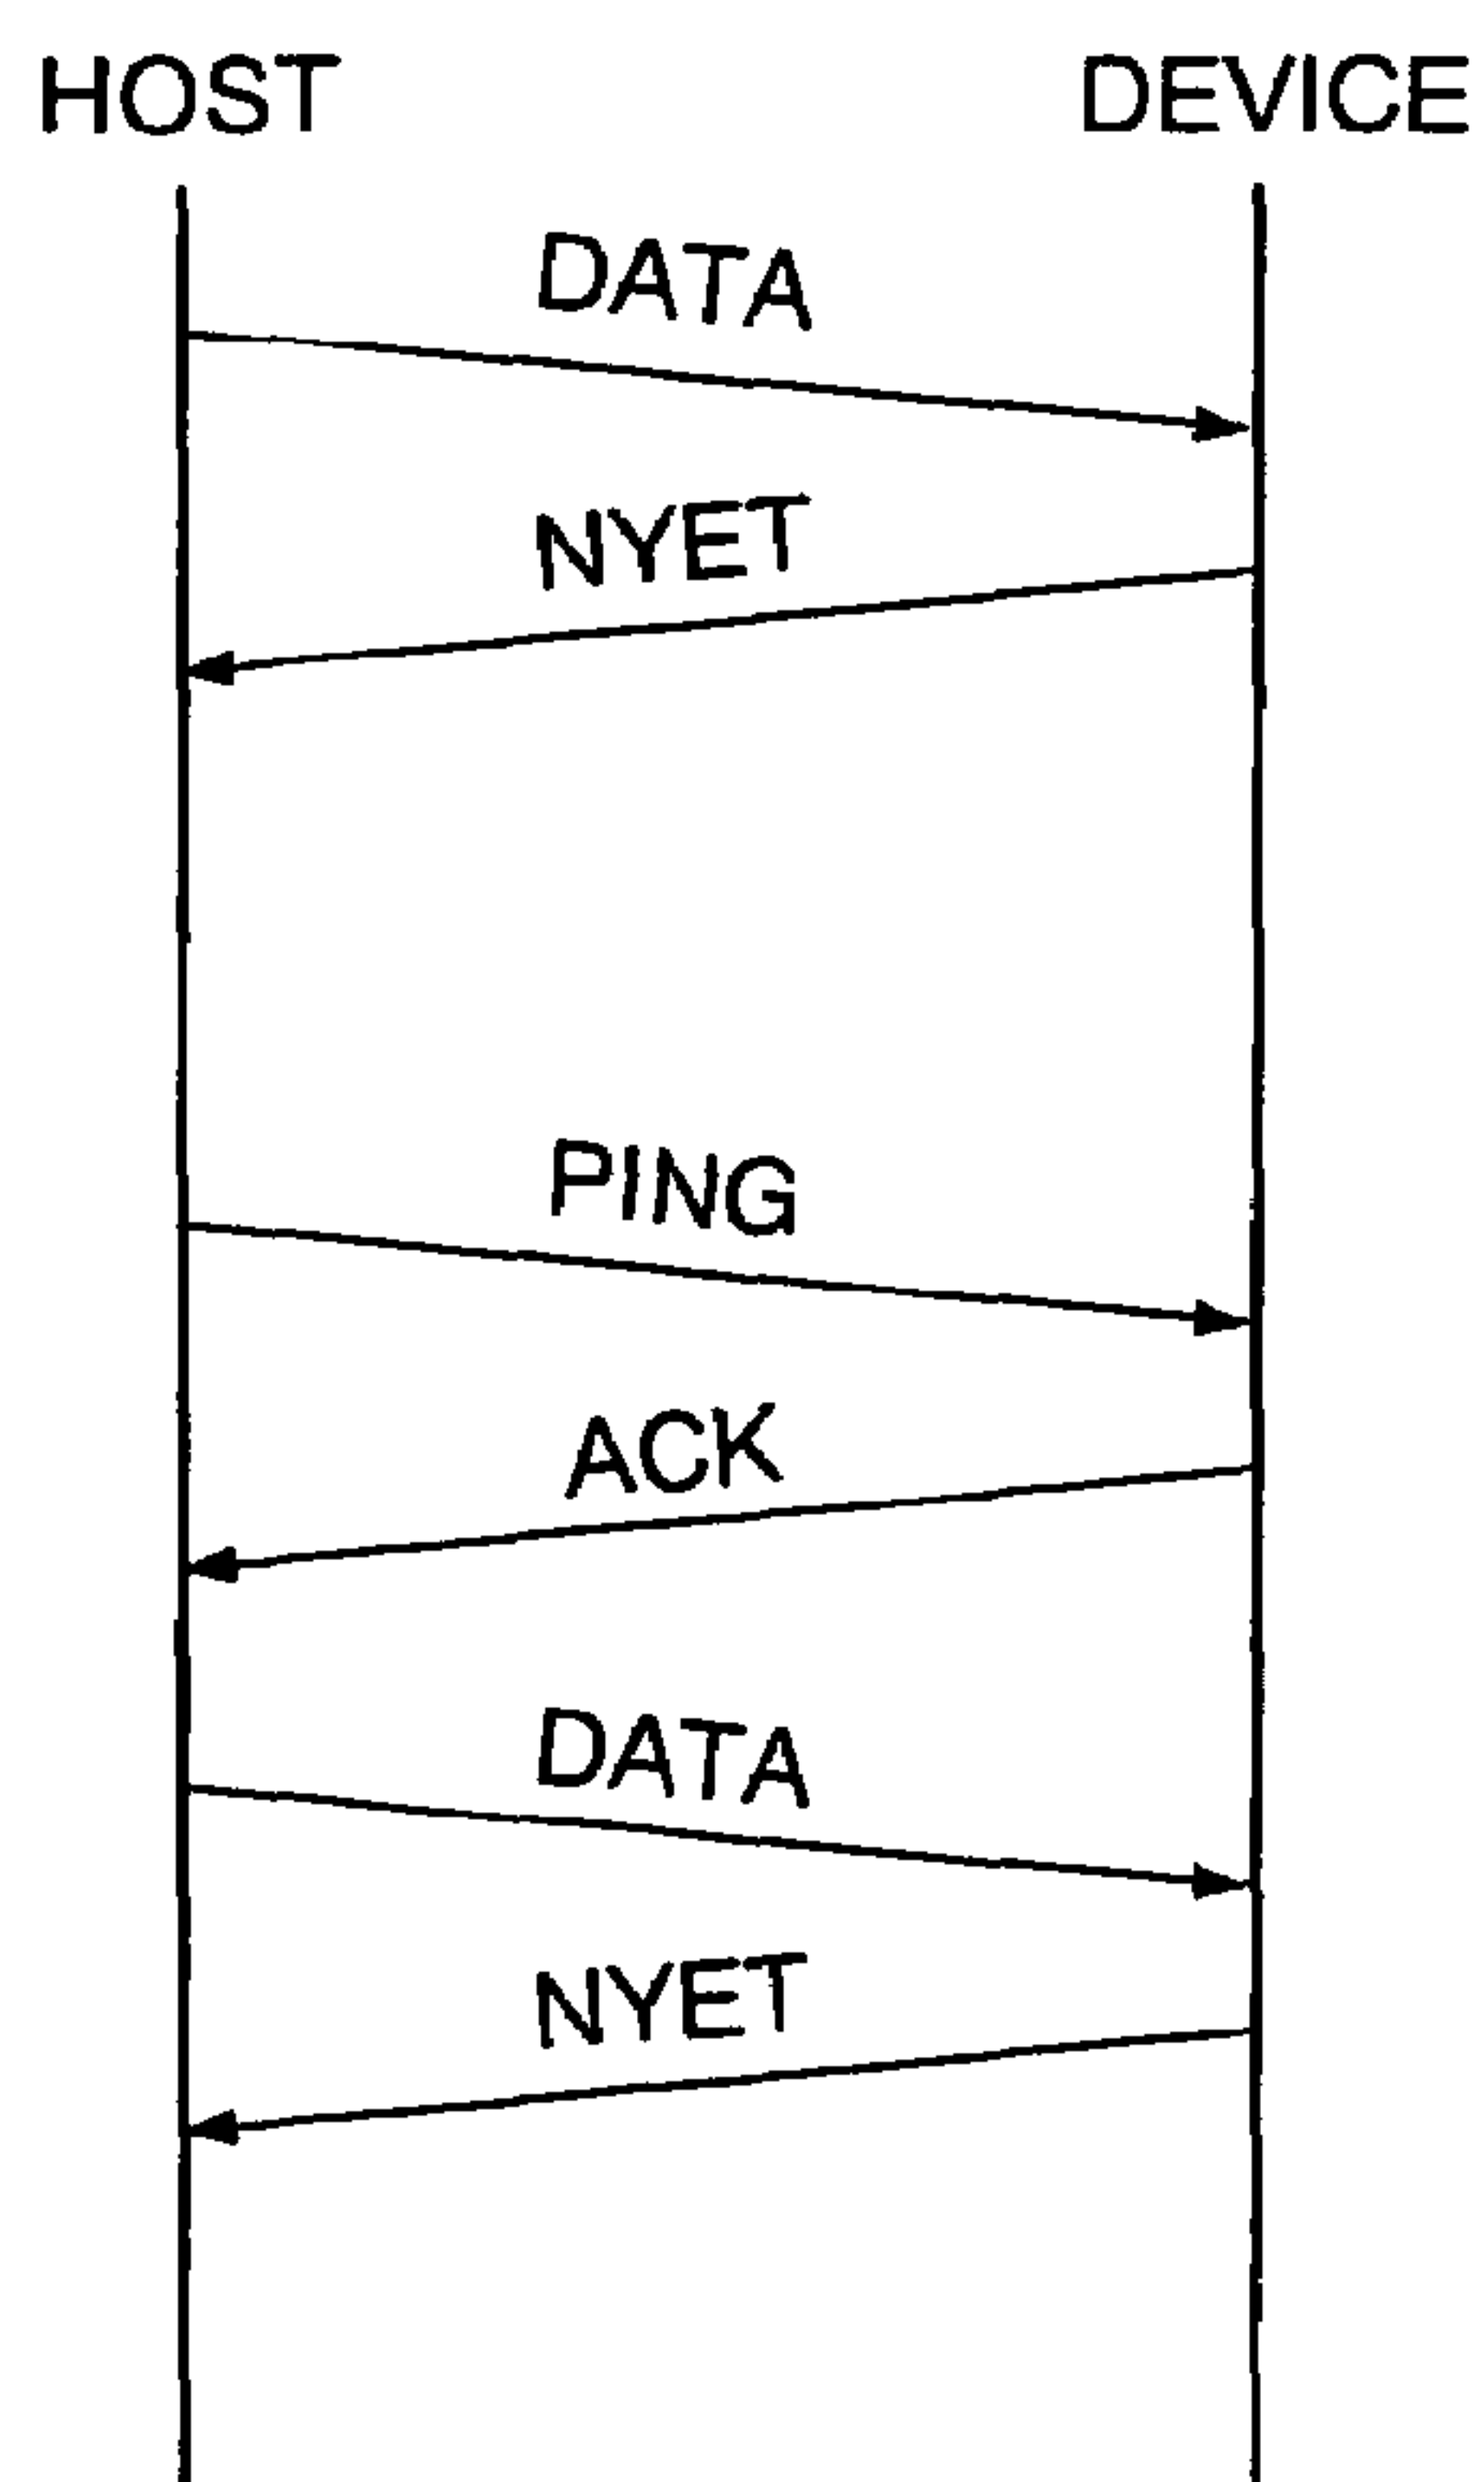 HOST DEVICE
DATA
NYET
PING
ACK
DATA
NYET